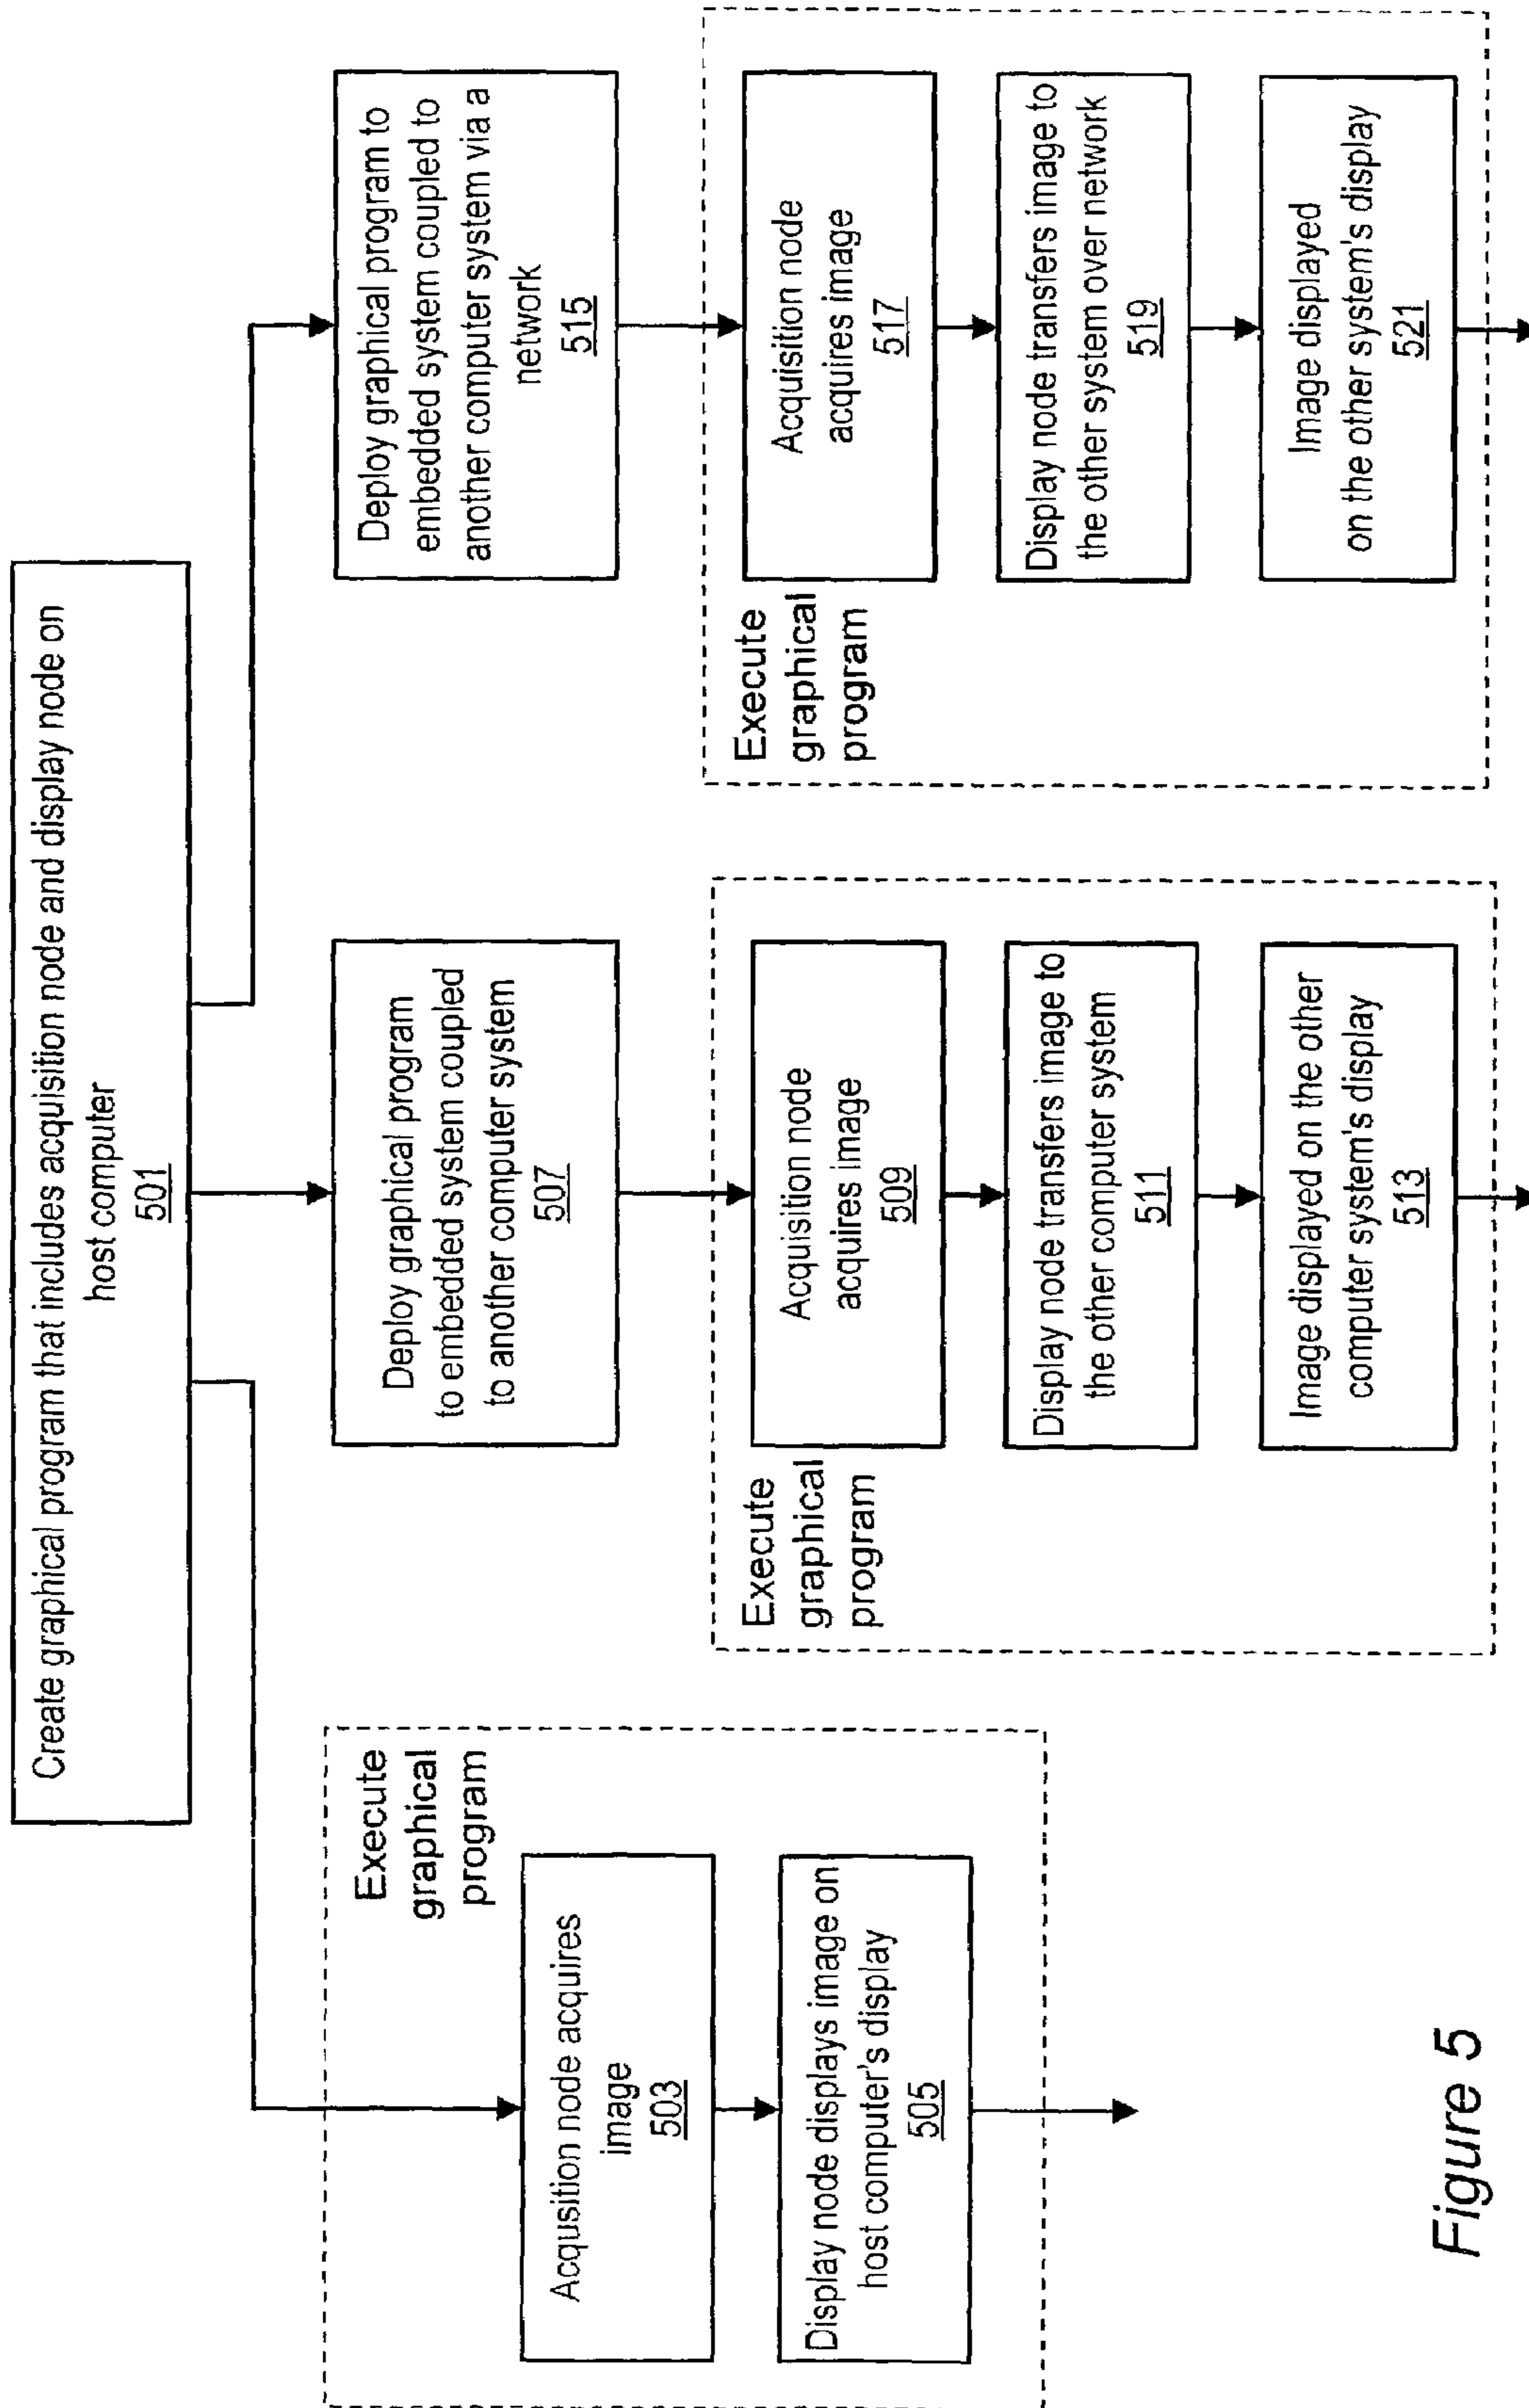 Create graphical program that includes acquisition node and display node on
host computer
501
Execute
graphical
program
Acqusition node acquires
image
503
Display node displays image on
host computer's display
505
Deploy graphical program
to embedded system coupled
to another computer system
507
Execute
graphical
program
Acquisition node
acquires image
509
Display node transfers image to
the other computer system
511
Image displayed on the other
computer system's display
513
Deploy graphical program to
embedded system coupled to
another computer system via a
network
515
Execute
graphical
program
Acquisition node
acquires image
517
Display node transfers image to
the other system over network
519
Image displayed
on the other system's display
521
Figure 5